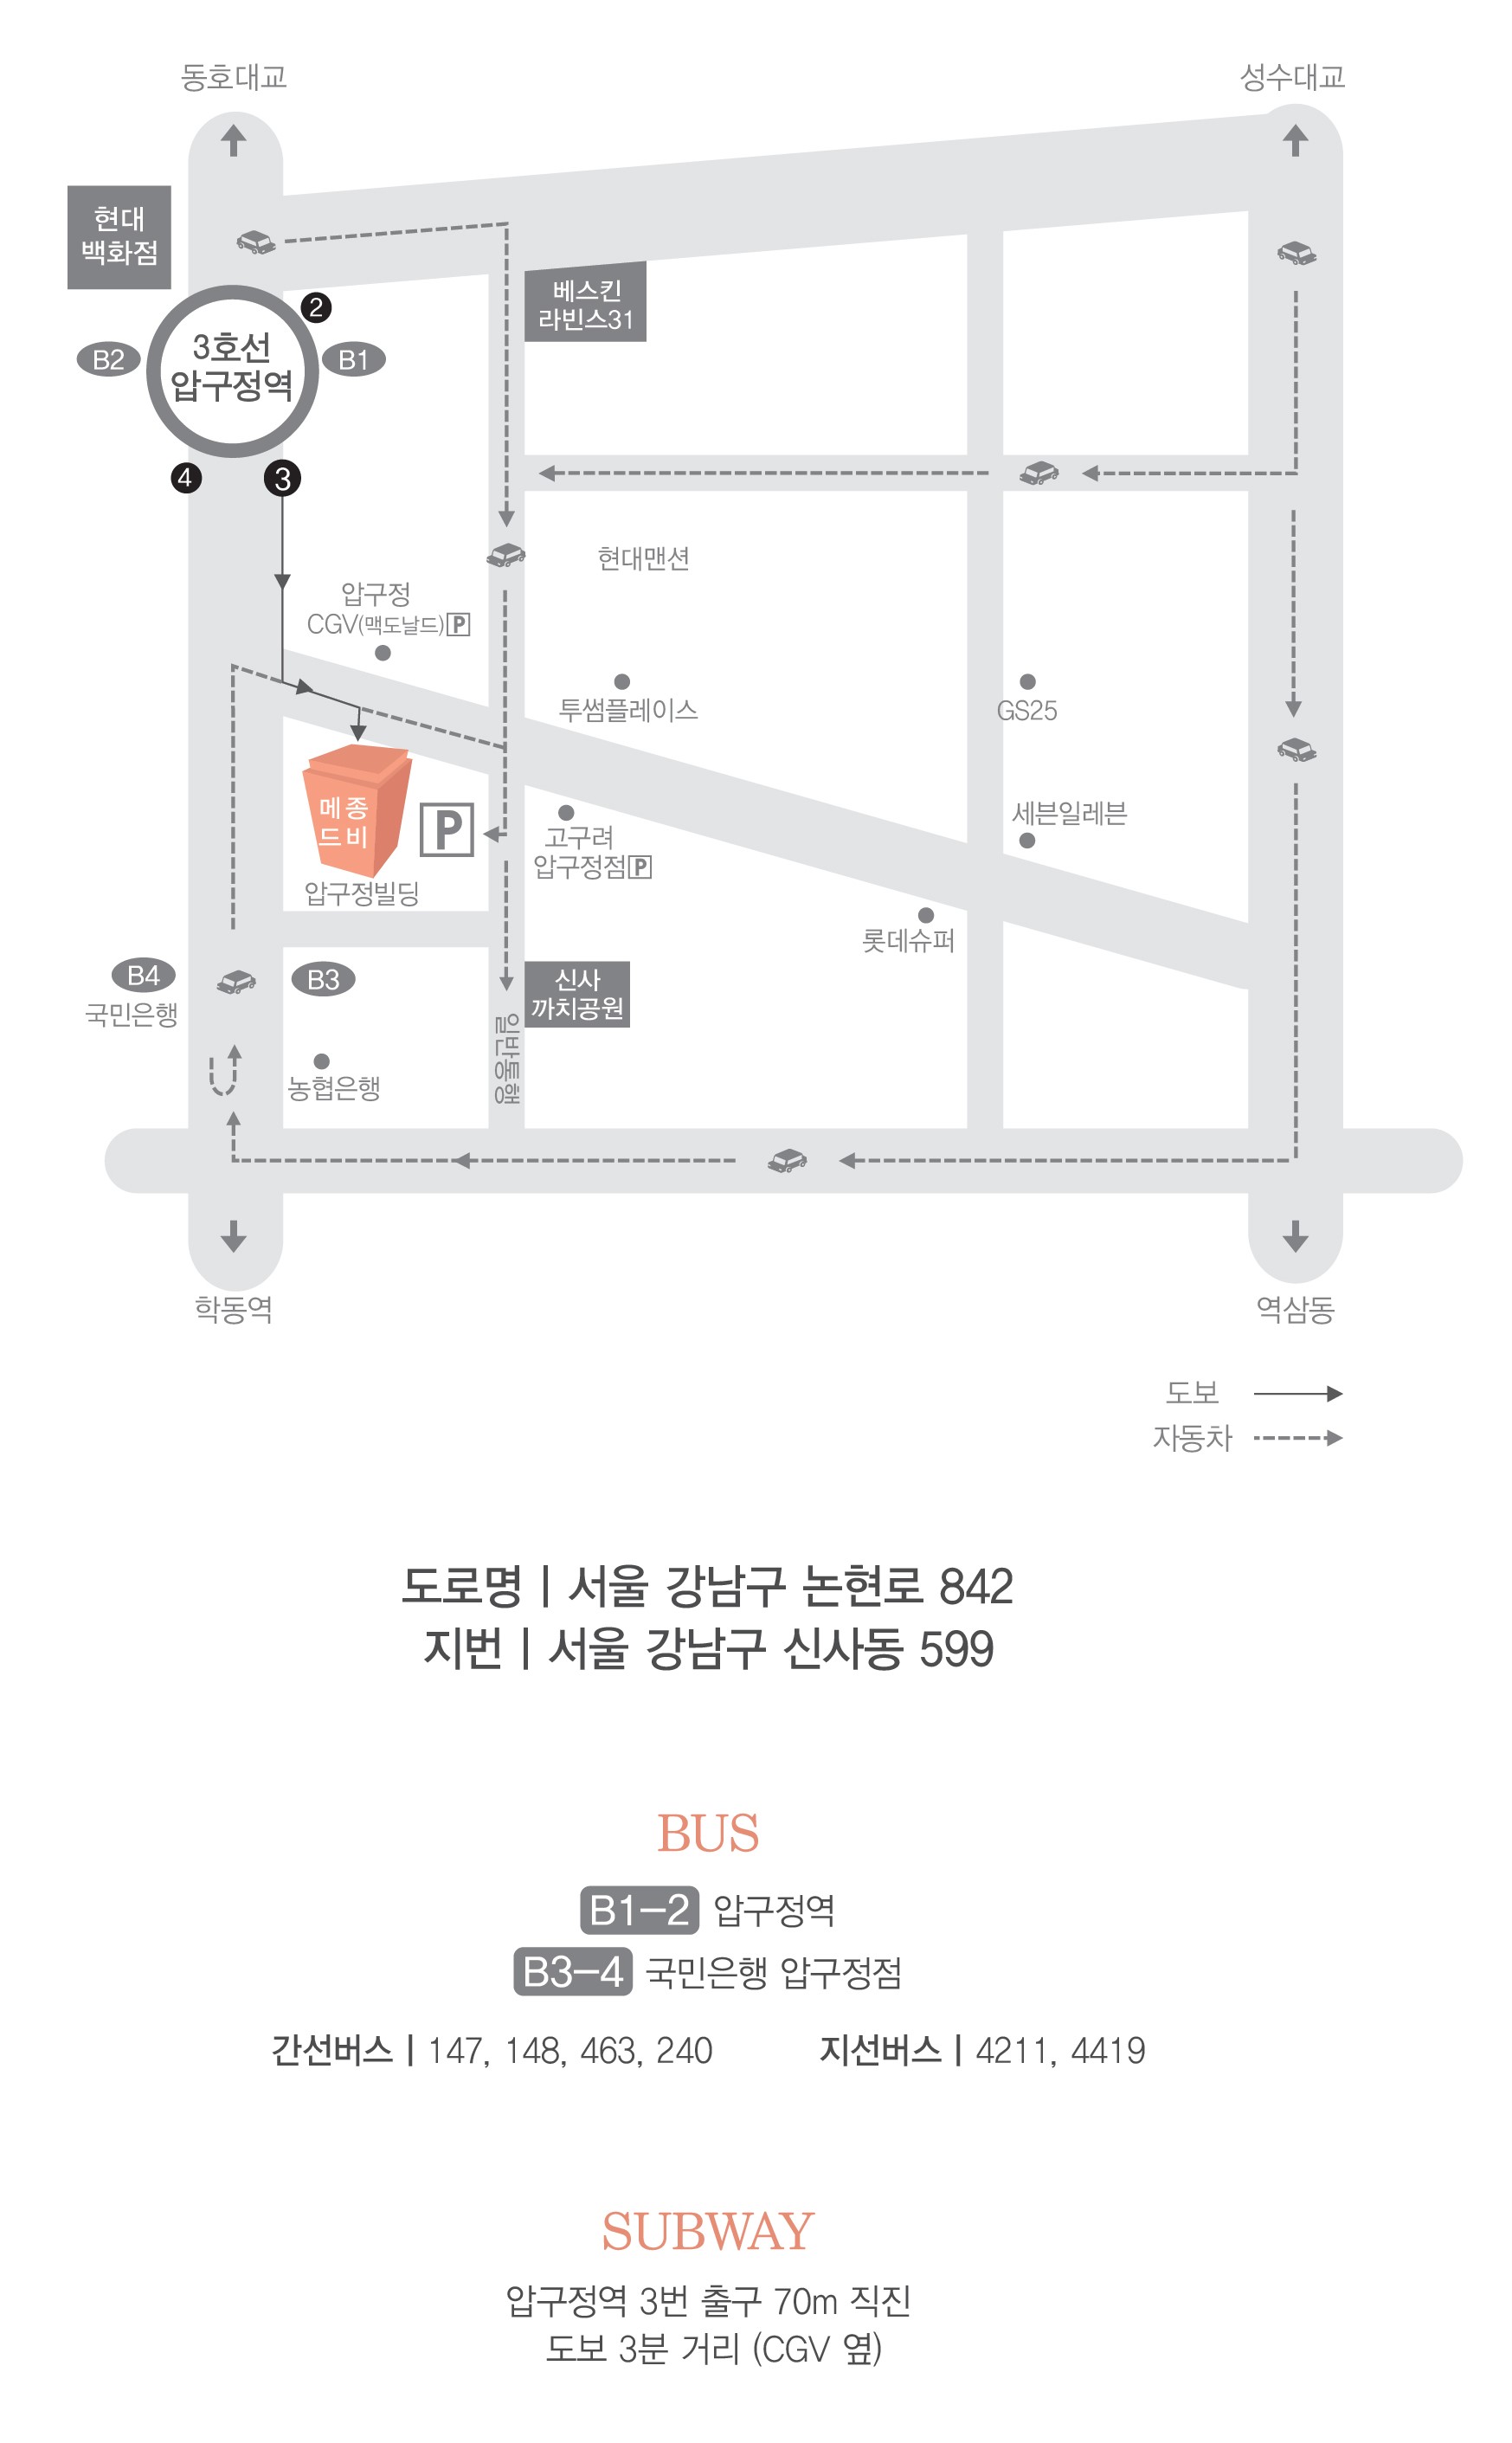 동호대교
성수대교
현대
백화점
베스킨
라빈스31
2
B2
3호선
압구정역
B1
4
3
현대맨션
압구정
CGV(맥도날드)P
투썸플레이스
GS25
메종
드비
P
고구려
압구정점P
세븐일레븐
압구정빌딩
롯데슈퍼
B4
국민은행
B3
신사
까치공원
일반통행
농협은행
학동역
역삼동
도보
자동차
도로명 | 서울 강남구 논현로 842
지번 | 서울 강남구 신사동 599
BUS
B1-2 압구정역
B3-4 국민은행 압구정점
간선버스 | 147, 148, 463, 240 지선버스 | 4211, 4419
SUBWAY
압구정역 3번 출구 70m 직진
도보 3분 거리 (CGV 옆)